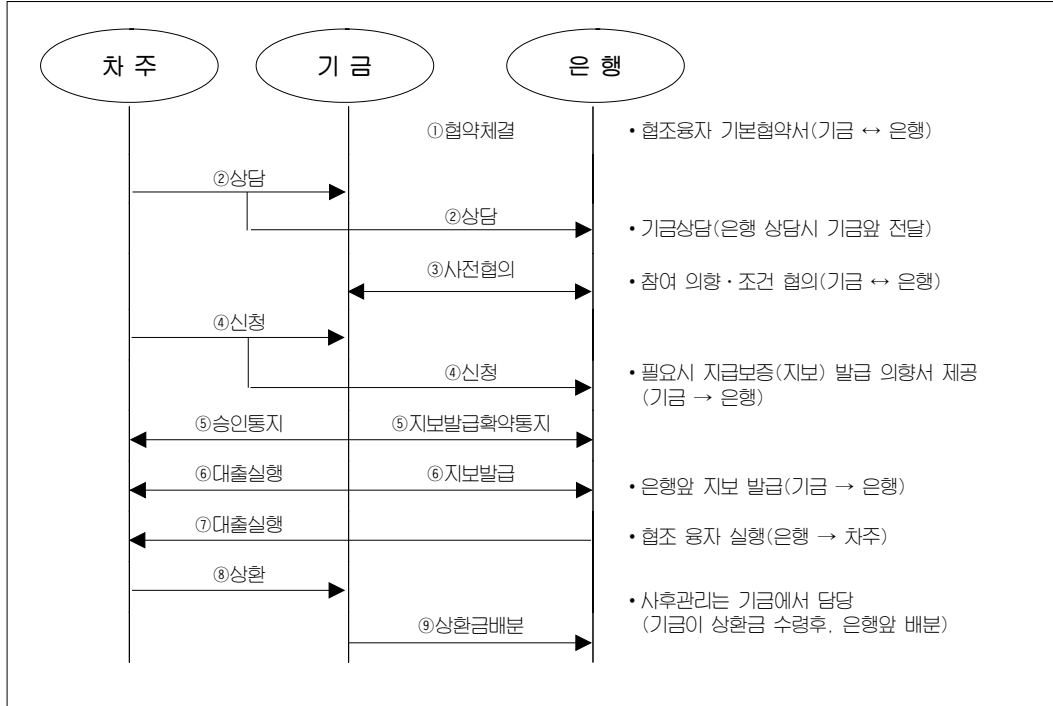 차 주
기 금
은 행
①협약체결
• 협조융자 기본협약서(기금 ↔ 은행)
②상담
②상담
• 기금상담(은행 상담시 기금앞 전달)
③사전협의
• 참여 의향 · 조건 협의(기금 ↔ 은행)
④신청
④신청
• 필요시 지급보증(지보) 발급 의향서 제공
(기금 → 은행)
⑤승인통지
⑤지보발급확약통지
⑥대출실행
⑥지보발급
• 은행앞 지보 발급(기금 → 은행)
⑦대출실행
• 협조 융자 실행(은행 → 차주)
⑧상환
• 사후관리는 기금에서 담당
(기금이 상환금 수령후, 은행앞 배분)
⑨상환금배분